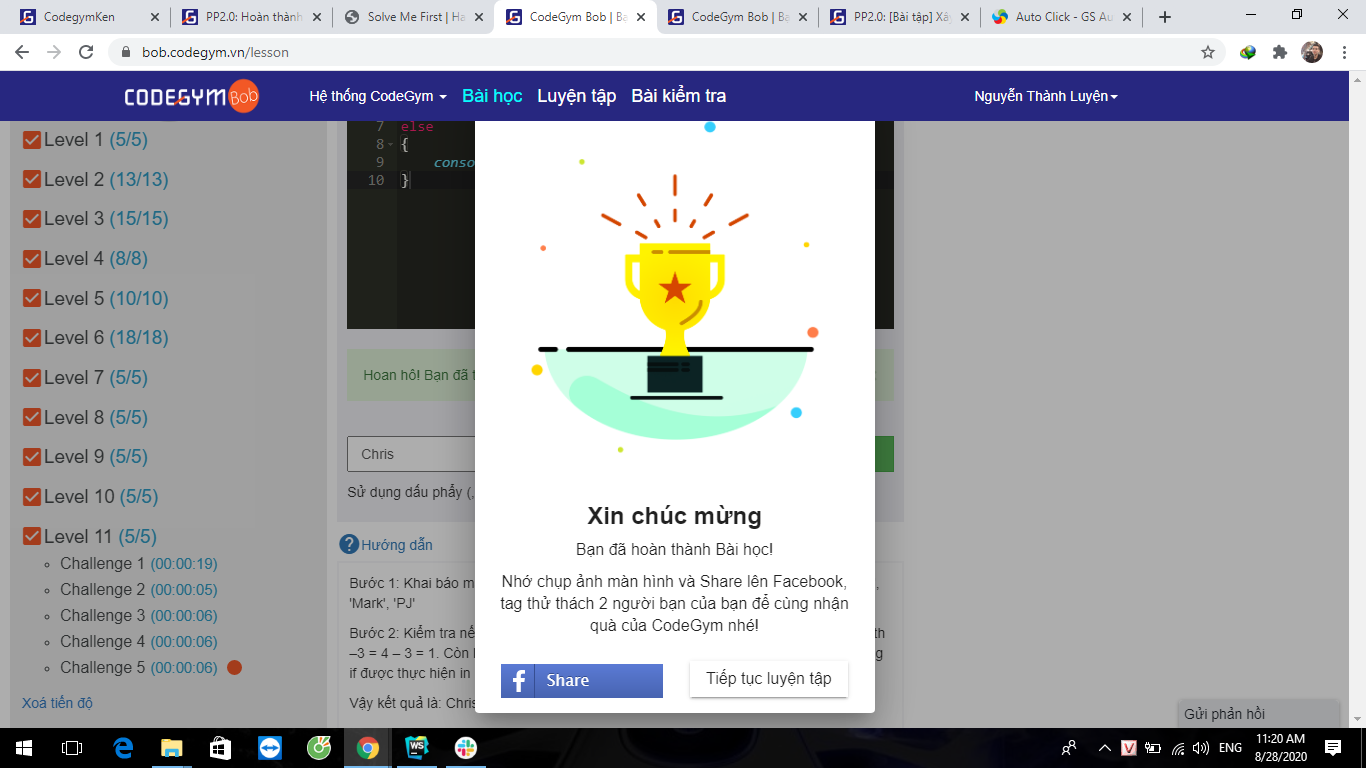 CodegymKen
PP2.0: Hoàn thành
Solve Me First | Ha
CodeGym Bob | Ba
CodeGym Bob | Ba
PP2.0: [Bài tập] Xây
Auto Click - GS Au
bob.codegym.vn/lesson
CODEGYM Bob
Hệ thống CodeGym
Bài học
Luyện tập
Bài kiểm tra
Nguyễn Thành Luyện
Level 1 (5/5)
Level 2 (13/13)
Level 3 (15/15)
Level 4 (8/8)
Level 5 (10/10)
Level 6 (18/18)
Level 7 (5/5)
Level 8 (5/5)
Level 9 (5/5)
Level 10 (5/5)
Level 11 (5/5)
Challenge 1 (00:00:19)
Challenge 2 (00:00:05)
Challenge 3 (00:00:06)
Challenge 4 (00:00:06)
Challenge 5 (00:00:06)
Xoá tiến độ
7 else
8 {
9 conso
10 }
Hoan hô! Bạn đã t
Chris
Sử dụng dấu phẩy (,
Hướng dẫn
Bước 1: Khai báo m
'Mark', 'PJ'
Bước 2: Kiểm tra nế
th
–3 = 4 – 3 = 1. Còn
ng
if được thực hiện in
Vậy kết quả là: Chris
Xin chúc mừng
Bạn đã hoàn thành Bài học!
Nhớ chụp ảnh màn hình và Share lên Facebook,
tag thử thách 2 người bạn của bạn để cùng nhận
quà của CodeGym nhé!
f Share
Tiếp tục luyện tập
Gửi phản hồi
ENG
11:20 AM
8/28/2020